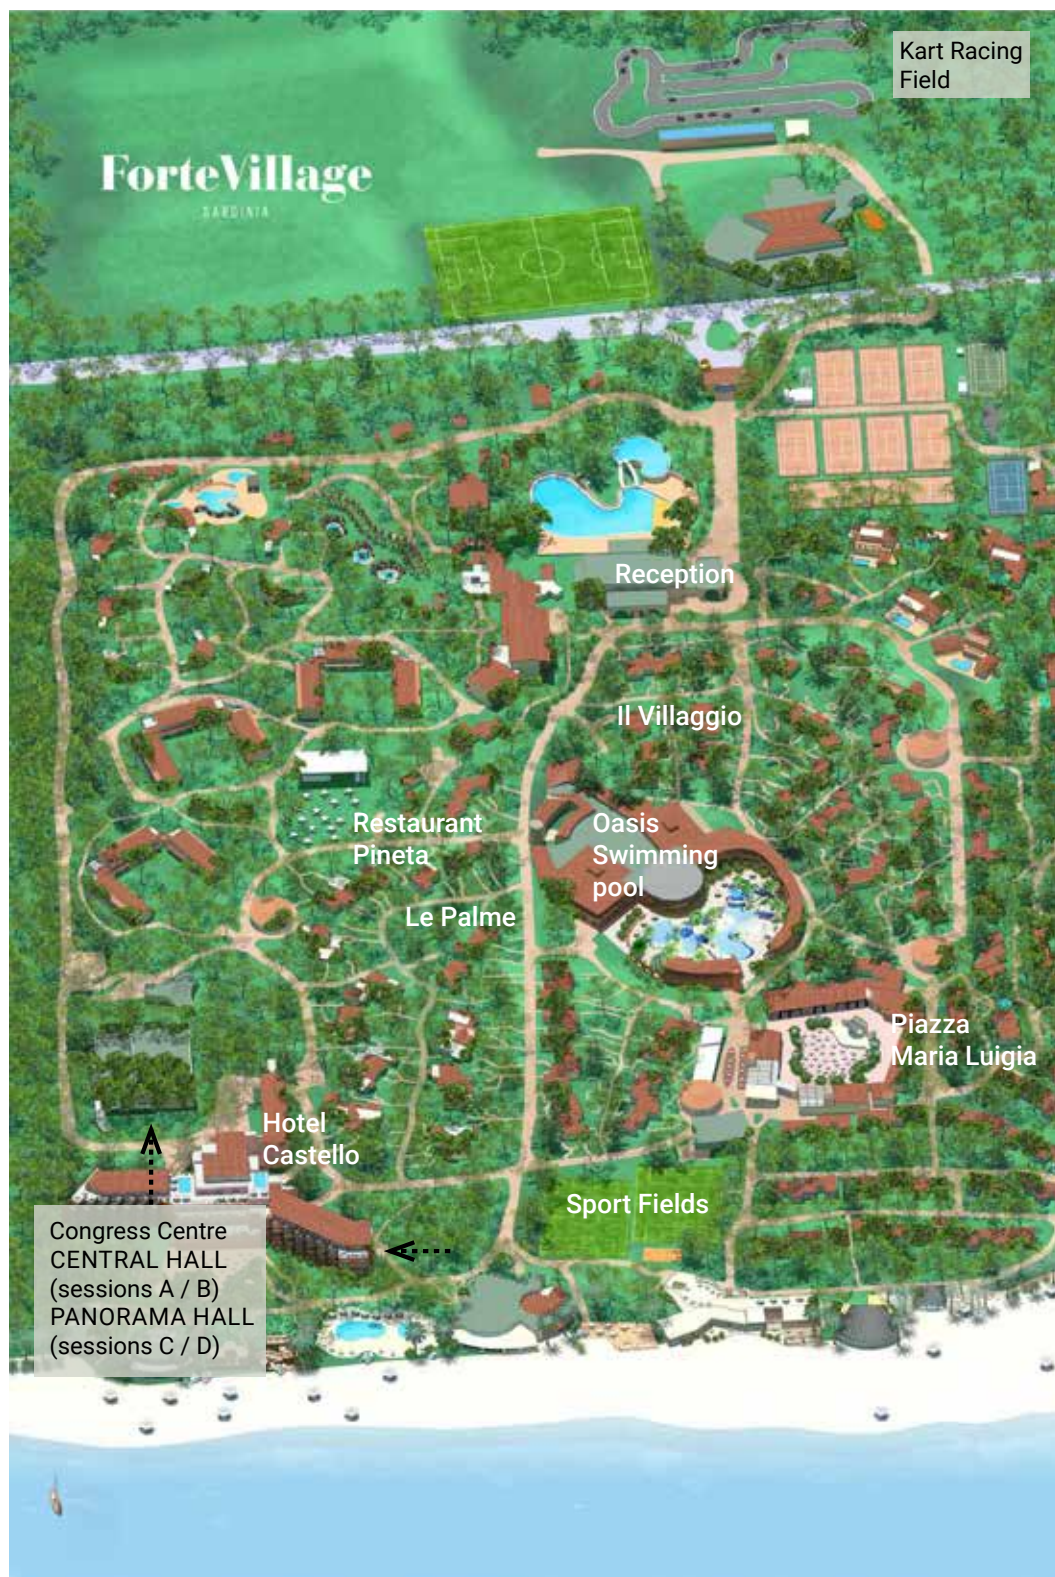 Kart Racing
Field
ForteVillage
SARDINIA
Reception
Il Villaggio
Restaurant
Pineta
Oasis
Swimming
pool
Le Palme
Piazza
Maria Luigia
Hotel
Castello
Sport Fields
Congress Centre
CENTRAL HALL
(sessions A / B)
PANORAMA HALL
(sessions C / D)